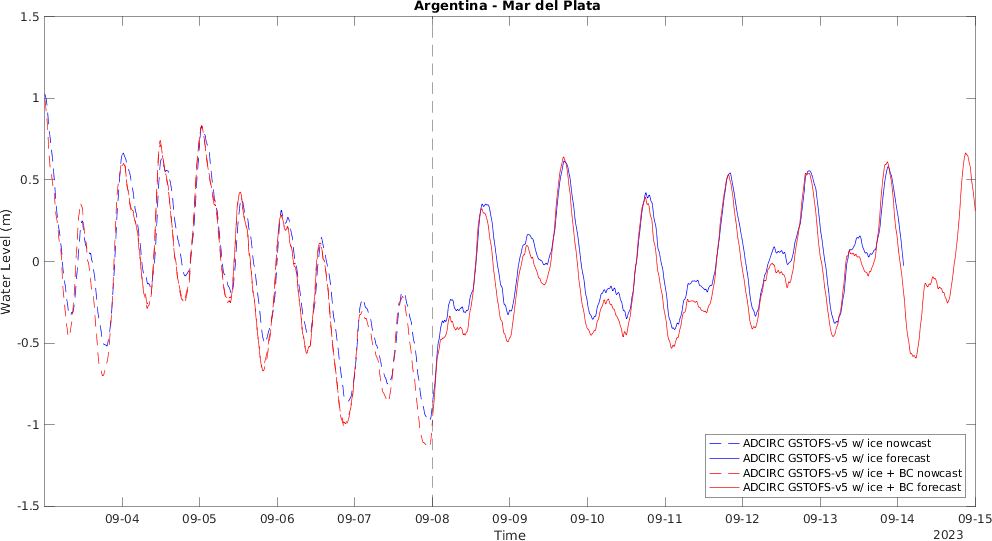 Argentina - Mar del Plata
1.5
1
0.5
0
-0.5
-1
-1.5
Water Level (m)
ADCIRC GSTOFS-v5 w/ ice nowcast
ADCIRC GSTOFS-v5 w/ ice forecast
ADCIRC GSTOFS-v5 w/ ice + BC nowcast
ADCIRC GSTOFS-v5 w/ ice + BC forecast
09-04 09-05 09-06 09-07 09-08 09-09 09-10 09-11 09-12 09-13 09-14 09-15
Time
2023